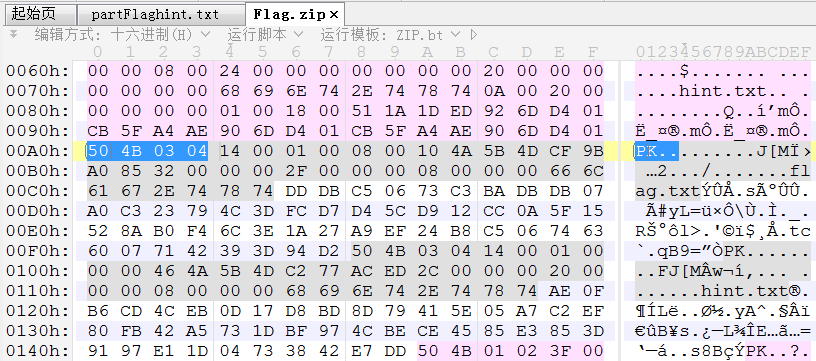 起始页 partFlaghint.txt Flag.zip ×
编辑方式: 十六进制(H) 运行脚本 运行模板: ZIP.bt
0 1 2 3 4 5 6 7 8 9 A B C D E F 0123456789ABCDEF
0060h: 00 00 08 00 24 00 00 00 00 00 00 00 20 00 00 00 ....$....... ...
0070h: 00 00 00 00 68 69 6E 74 2E 74 78 74 0A 00 20 00 ....hint.txt.. .
0080h: 00 00 00 00 01 00 18 00 51 1A 1D ED 92 6D D4 01 ........Q..í’mÔ.
0090h: CB 5F A4 AE 90 6D D4 01 CB 5F A4 AE 90 6D D4 01 Ë_¤®.mÔ.Ë_¤®.mÔ.
00A0h: 50 4B 03 04 14 00 01 00 08 00 10 4A 5B 4D CF 9B PK.........J[MÏ›
00B0h: A0 85 32 00 00 00 2F 00 00 00 08 00 00 00 66 6C  …2.../.......fl
00C0h: 61 67 2E 74 78 74 DD DB C5 06 73 C3 BA DB DB 07 ag.txtÝÛÅ.sÃºÛÛ.
00D0h: A0 C3 23 79 4C 3D FC D7 D4 5C D9 12 CC 0A 5F 15  Ã#yL=ü×Ô\Ù.Ì._.
00E0h: 52 8A B0 F4 6C 3E 1A 27 A9 EF 24 B8 C5 06 74 63 RŠ°ôl>.'©ï$¸Å.tc
00F0h: 60 07 71 42 39 3D 94 D2 50 4B 03 04 14 00 01 00 `.qB9=”ÒPK......
0100h: 00 00 46 4A 5B 4D C2 77 AC ED 2C 00 00 00 20 00 ..FJ[MÂw¬í,... .
0110h: 00 00 08 00 00 00 68 69 6E 74 2E 74 78 74 AE 0F ......hint.txt®.
0120h: B6 CD 4C EB 0D 17 D8 BD 8D 79 41 5E 05 A7 C2 EF ¶ÍLë..Ø½.yA^.§Âï
0130h: 80 FB 42 A5 73 1D BF 97 4C BE CE 45 85 E3 85 3D €ûB¥s.¿—L¾ÎE…ã…=
0140h: 91 97 E1 1D 04 73 38 42 E7 DD 50 4B 01 02 3F 00 ‘—á..s8BçÝPK..?.